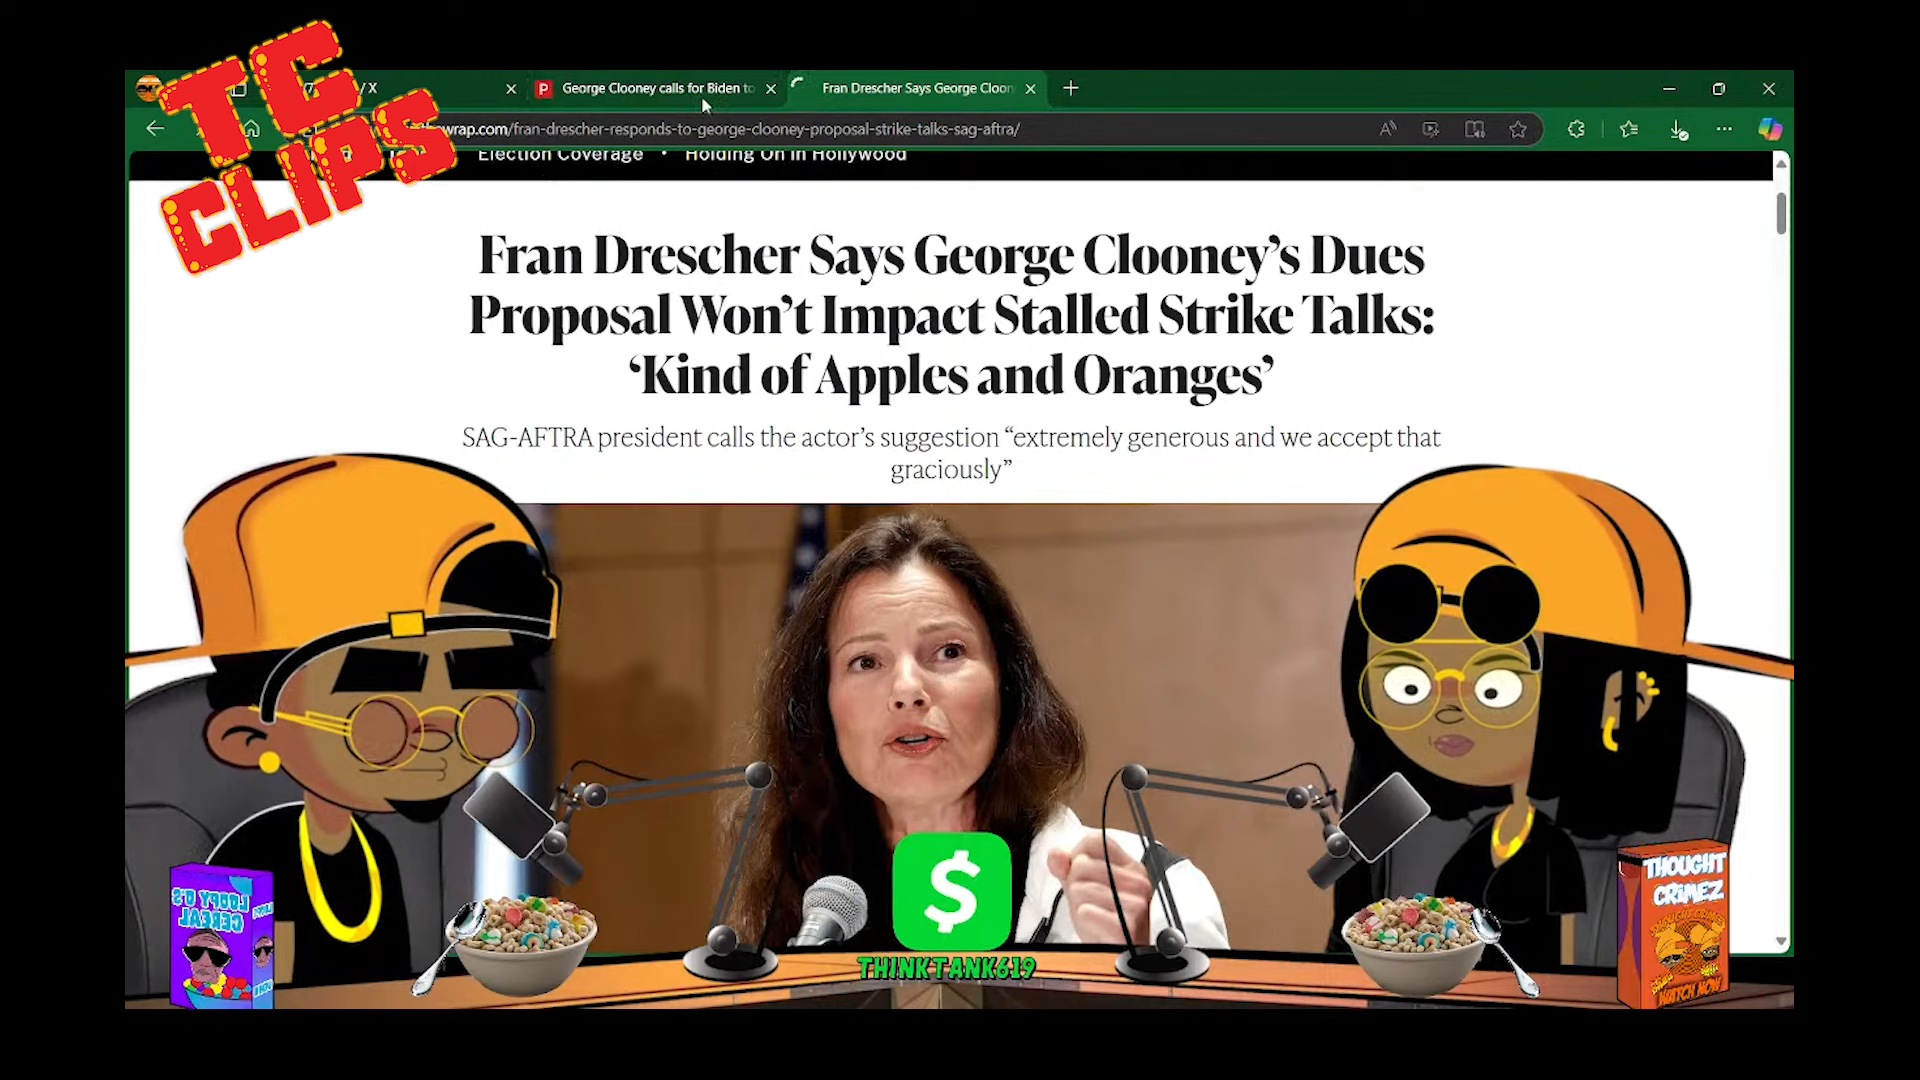 TC
CLIPS
/ X
George Clooney calls for Biden to
Fran Drescher Says George Cloon
wrap.com/fran-drescher-responds-to-george-clooney-proposal-strike-talks-sag-aftra/
Election Coverage • Holding On in Hollywood
Fran Drescher Says George Clooney’s Dues
Proposal Won’t Impact Stalled Strike Talks:
‘Kind of Apples and Oranges’
SAG-AFTRA president calls the actor’s suggestion “extremely generous and we accept that
graciously”
LOOPY O'S
CEREAL
$
THINKTANK619
THOUGHT
CRIMEZ
WATCH NOW